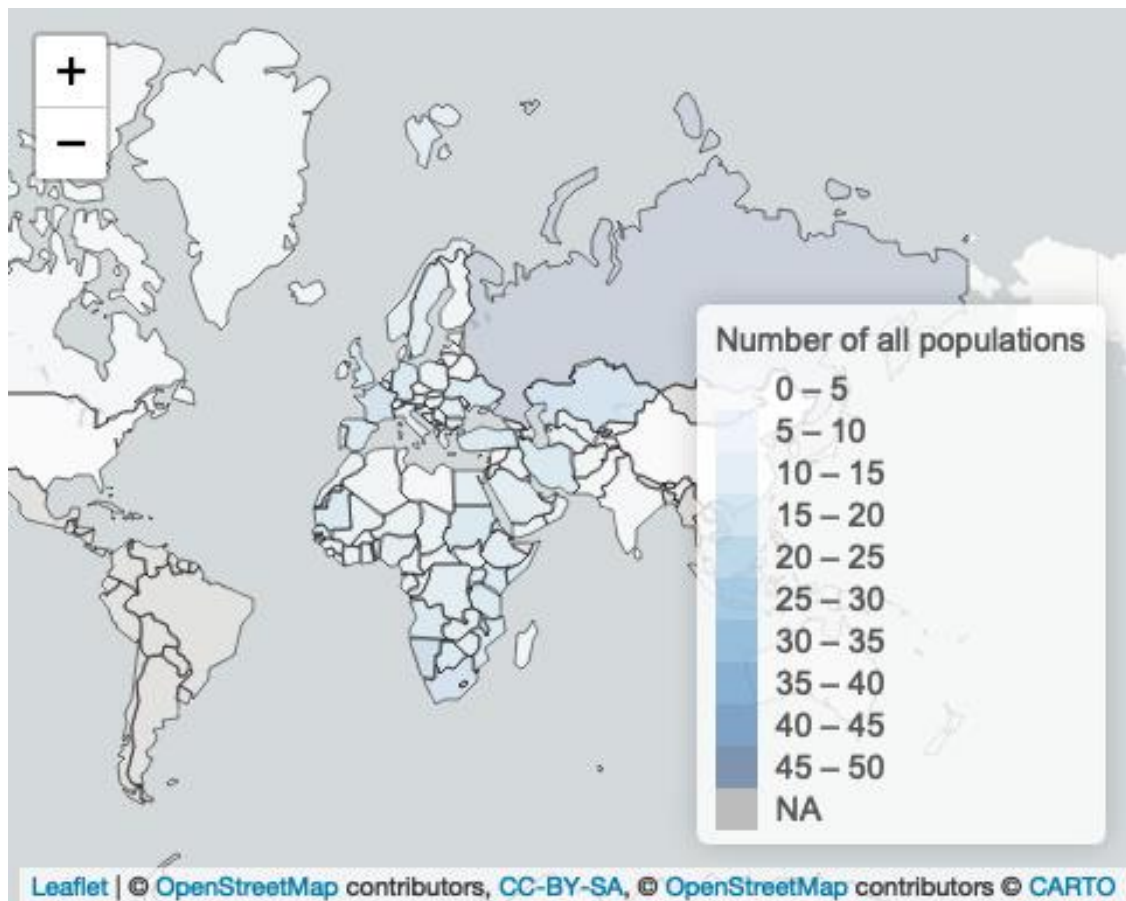 +
−
Number of all populations
0 – 5
5 – 10
10 – 15
15 – 20
20 – 25
25 – 30
30 – 35
35 – 40
40 – 45
45 – 50
NA
Leaflet | © OpenStreetMap contributors, CC-BY-SA, © OpenStreetMap contributors © CARTO